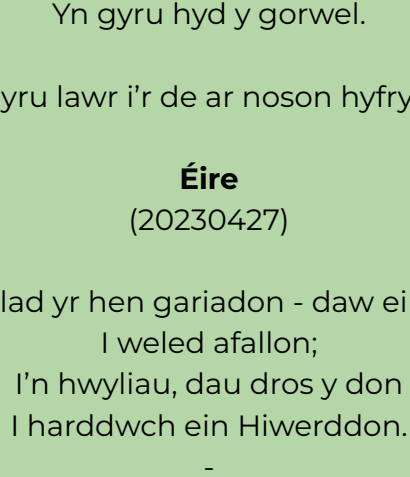 Yn gyru hyd y gorwel.
yru lawr i'r de ar noson hyfry
Éire
(20230427)
lad yr hen gariadon - daw ei
I weled afallon;
I'n hwyliau, dau dros y don
I harddwch ein Hiwerddon.
-